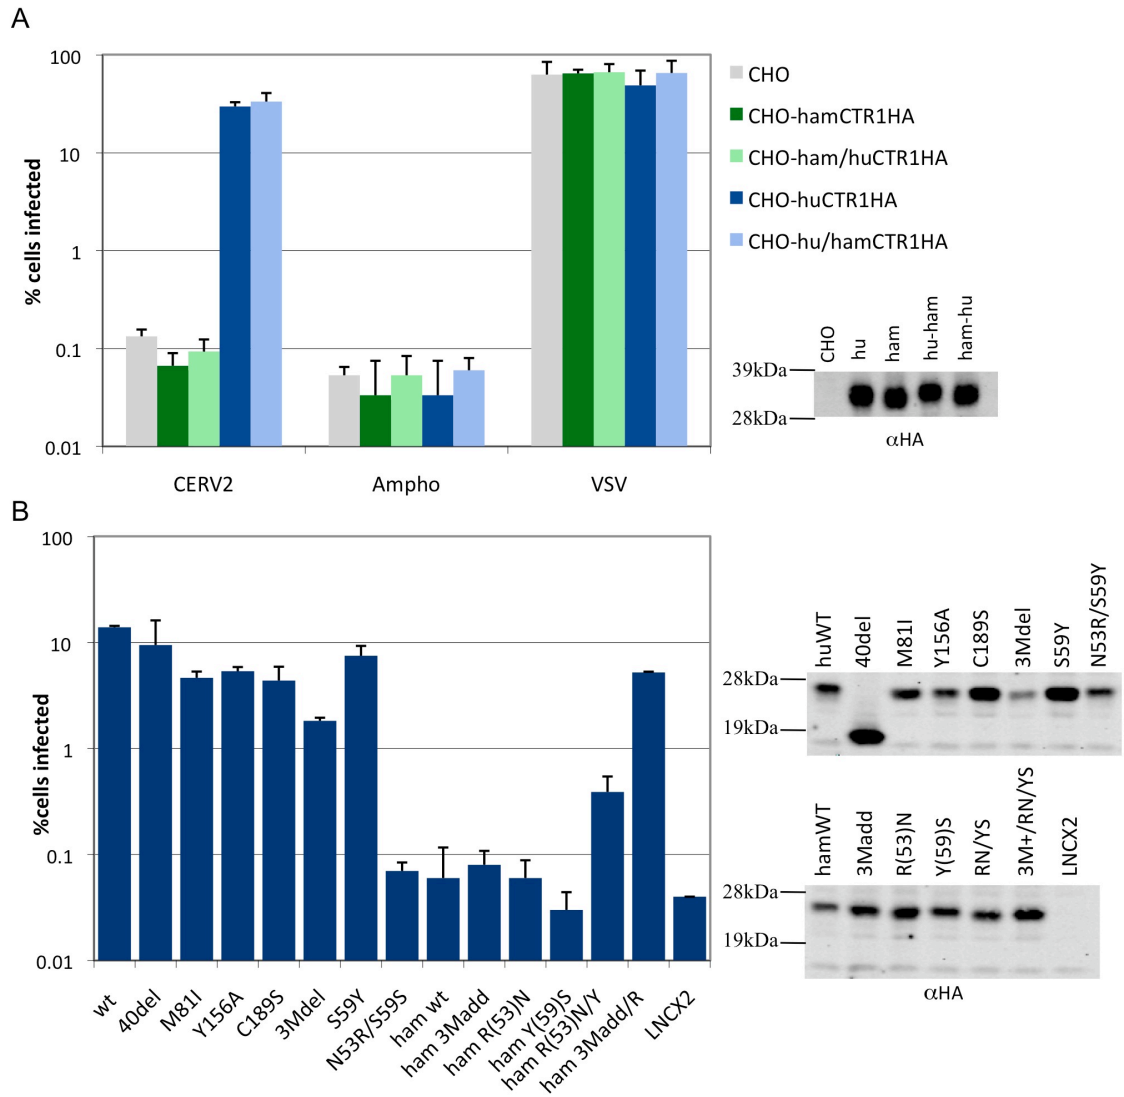 A
100
10
1
0.1
0.01
% cells infected
CERV2
Ampho
VSV
CHO
CHO-hamCTR1HA
CHO-ham/huCTR1HA
CHO-huCTR1HA
CHO-hu/hamCTR1HA
CHO
hu
ham
hu-ham
ham-hu
39kDa
28kDa
αHA
B
100
10
1
0.1
0.01
%cells infected
wt
40del
M81I
Y156A
C189S
3Mdel
S59Y
N53R/S59S
ham wt
ham 3Madd
ham R(53)N
ham Y(59)S
ham R(53)N/Y
ham 3Madd/R
LNCX2
huWT
40del
M81I
Y156A
C189S
3Mdel
S59Y
N53R/S59Y
28kDa
19kDa
hamWT
3Madd
R(53)N
Y(59)S
RN/YS
3M+/RN/YS
LNCX2
28kDa
19kDa
αHA